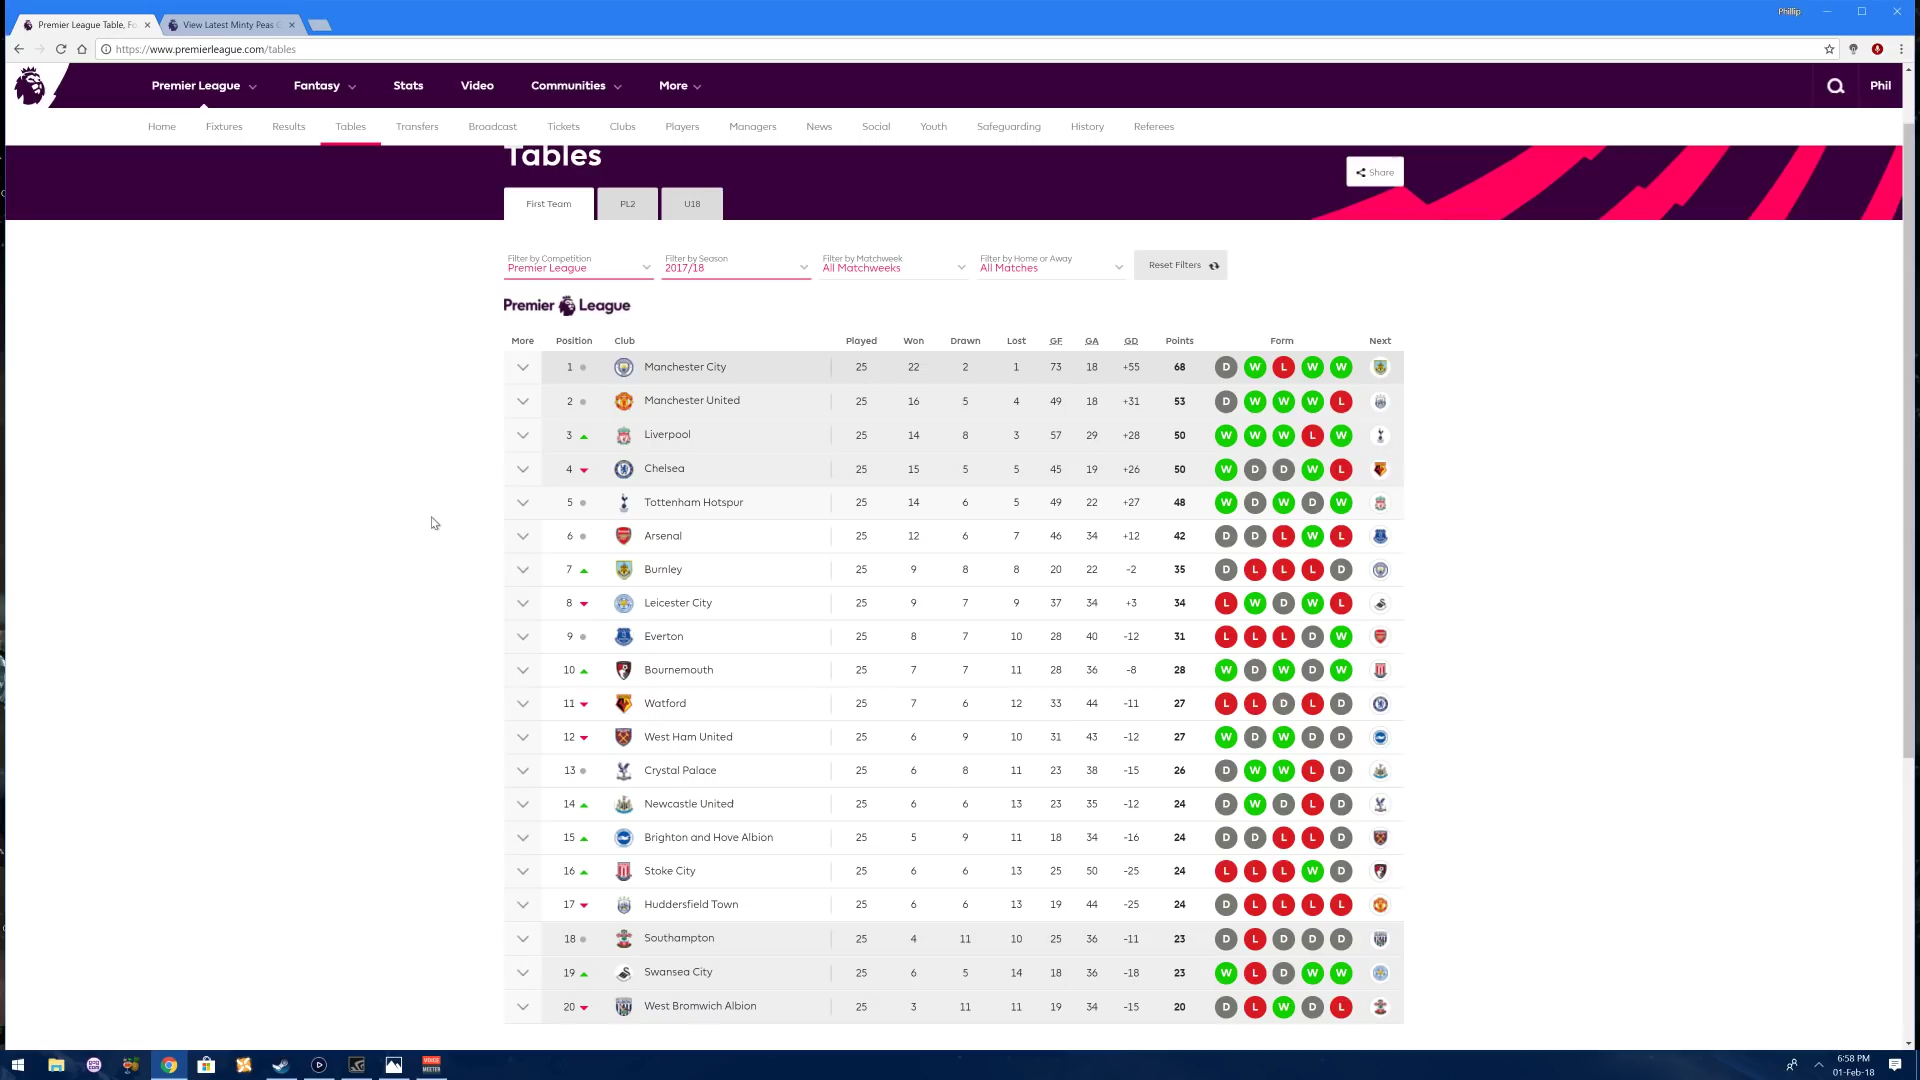 Premier League Table, Fo
View Latest Minty Peas G
Phillip
https://www.premierleague.com/tables
Premier League Fantasy Stats Video Communities More Phil
Home Fixtures Results Tables Transfers Broadcast Tickets Clubs Players Managers News Social Youth Safeguarding History Referees
Tables
Share
First Team PL2 U18
Filter by Competition Filter by Season Filter by Matchweek Filter by Home or Away
Premier League 2017/18 All Matchweeks All Matches Reset Filters
Premier League
More Position Club Played Won Drawn Lost GF GA GD Points Form Next
1 Manchester City 25 22 2 1 73 18 +55 68 D W L W W
2 Manchester United 25 16 5 4 49 18 +31 53 D W W W L
3 Liverpool 25 14 8 3 57 29 +28 50 W W W L W
4 Chelsea 25 15 5 5 45 19 +26 50 W D D W L
5 Tottenham Hotspur 25 14 6 5 49 22 +27 48 W D W D W
6 Arsenal 25 12 6 7 46 34 +12 42 D D L W L
7 Burnley 25 9 8 8 20 22 -2 35 D L L L D
8 Leicester City 25 9 7 9 37 34 +3 34 L W D W L
9 Everton 25 8 7 10 28 40 -12 31 L L L D W
10 Bournemouth 25 7 7 11 28 36 -8 28 W D W D W
11 Watford 25 7 6 12 33 44 -11 27 L L D L D
12 West Ham United 25 6 9 10 31 43 -12 27 W D W D D
13 Crystal Palace 25 6 8 11 23 38 -15 26 D W W L D
14 Newcastle United 25 6 6 13 23 35 -12 24 D W D L D
15 Brighton and Hove Albion 25 5 9 11 18 34 -16 24 D D L L D
16 Stoke City 25 6 6 13 25 50 -25 24 L L L W D
17 Huddersfield Town 25 6 6 13 19 44 -25 24 D L L L L
18 Southampton 25 4 11 10 25 36 -11 23 D L D D D
19 Swansea City 25 6 5 14 18 36 -18 23 W L D W W
20 West Bromwich Albion 25 3 11 11 19 34 -15 20 D L W D L
VOICE
MEETER
6:58 PM
01-Feb-18